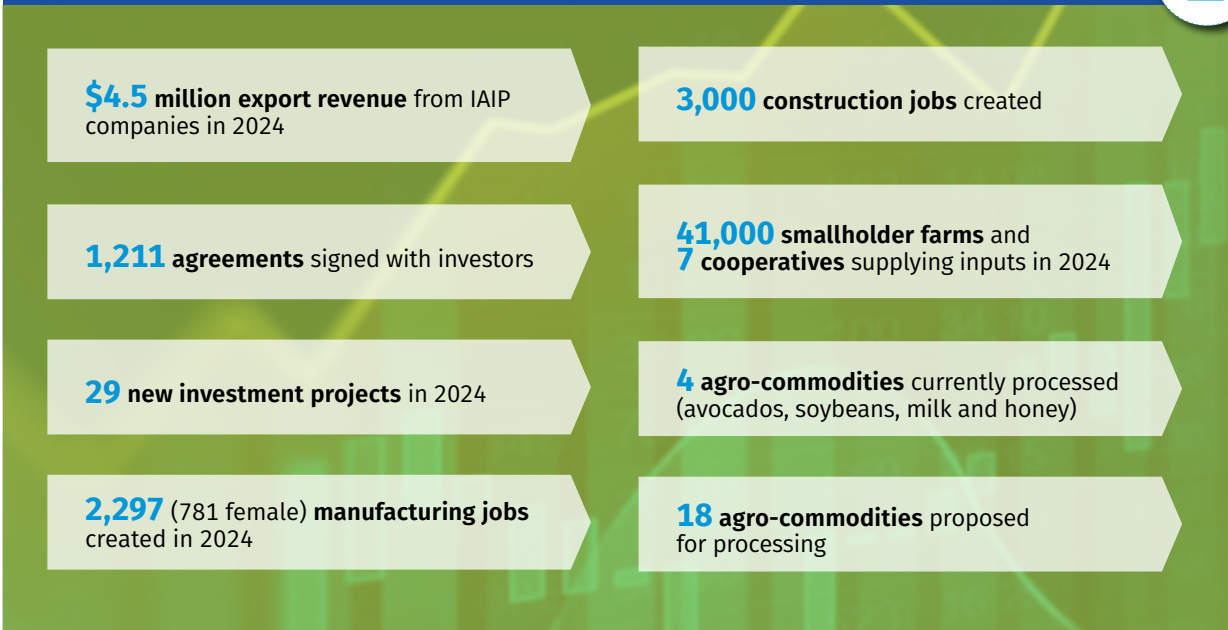 $4.5 million export revenue from IAIP
companies in 2024
1,211 agreements signed with investors
29 new investment projects in 2024
2,297 (781 female) manufacturing jobs
created in 2024
3,000 construction jobs created
41,000 smallholder farms and
7 cooperatives supplying inputs in 2024
4 agro-commodities currently processed
(avocados, soybeans, milk and honey)
18 agro-commodities proposed
for processing